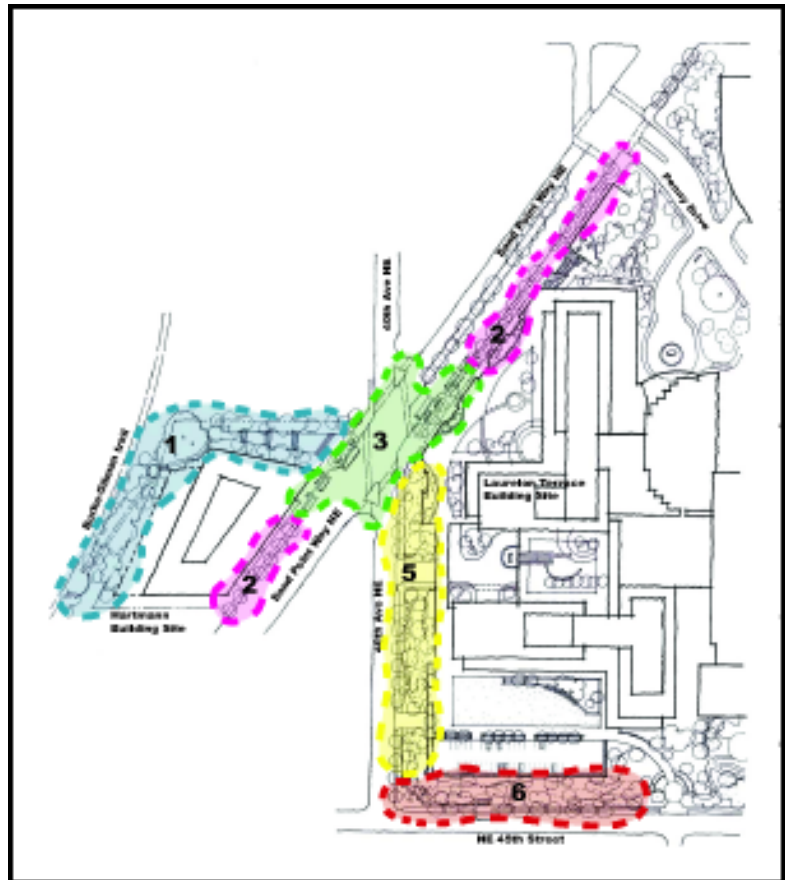 Penny Drive
Sand Point Way NE
40th Ave NE
2
3
1
Burke-Gilman Trail
Laurelon Terrace
Building Site
5
2
Sand Point Way NE
40th Ave NE
Hartmann
Building Site
6
NE 45th Street